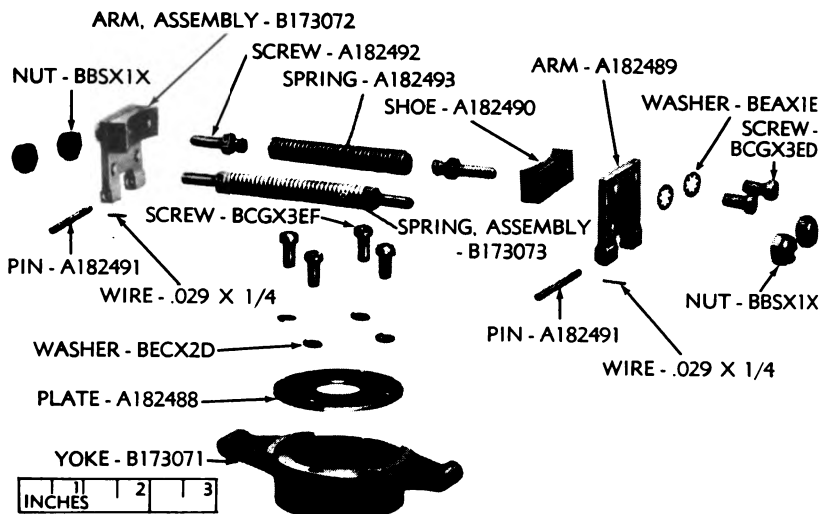 ARM, ASSEMBLY - B173072
SCREW - A182492
NUT - BBSX1X
SPRING - A182493
ARM - A182489
SHOE - A182490
WASHER - BEAX1E
SCREW -
BCGX3ED
SCREW - BCGX3EF
SPRING, ASSEMBLY
- B173073
PIN - A182491
WIRE - .029 X 1/4
NUT - BBSX1X
PIN - A182491
WASHER - BECX2D
WIRE - .029 X 1/4
PLATE - A182488
YOKE - B173071
1 2 3
INCHES